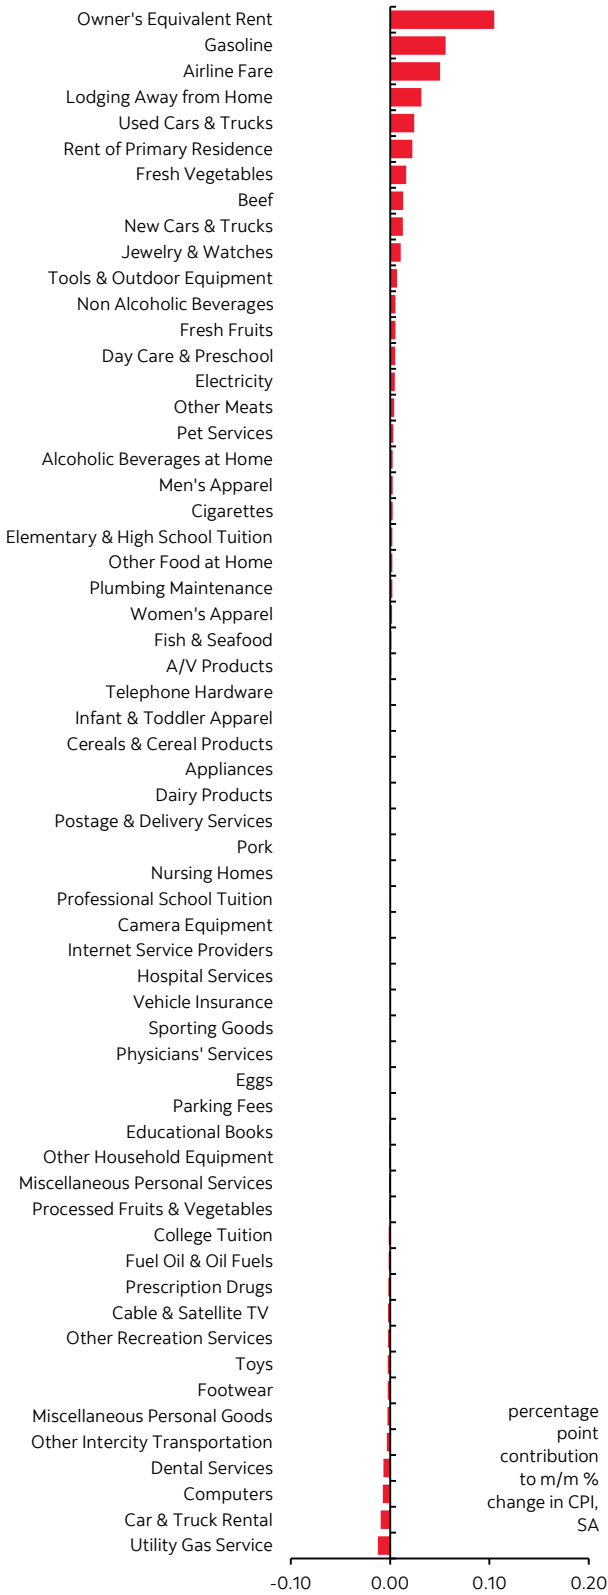 Owner's Equivalent Rent
Gasoline
Airline Fare
Lodging Away from Home
Used Cars & Trucks
Rent of Primary Residence
Fresh Vegetables
Beef
New Cars & Trucks
Jewelry & Watches
Tools & Outdoor Equipment
Non Alcoholic Beverages
Fresh Fruits
Day Care & Preschool
Electricity
Other Meats
Pet Services
Alcoholic Beverages at Home
Men's Apparel
Cigarettes
Elementary & High School Tuition
Other Food at Home
Plumbing Maintenance
Women's Apparel
Fish & Seafood
A/V Products
Telephone Hardware
Infant & Toddler Apparel
Cereals & Cereal Products
Appliances
Dairy Products
Postage & Delivery Services
Pork
Nursing Homes
Professional School Tuition
Camera Equipment
Internet Service Providers
Hospital Services
Vehicle Insurance
Sporting Goods
Physicians' Services
Eggs
Parking Fees
Educational Books
Other Household Equipment
Miscellaneous Personal Services
Processed Fruits & Vegetables
College Tuition
Fuel Oil & Oil Fuels
Prescription Drugs
Cable & Satellite TV
Other Recreation Services
Toys
Footwear
Miscellaneous Personal Goods
Other Intercity Transportation
Dental Services
Computers
Car & Truck Rental
Utility Gas Service
percentage
point
contribution
to m/m %
change in CPI,
SA
-0.10 0.00 0.10 0.20